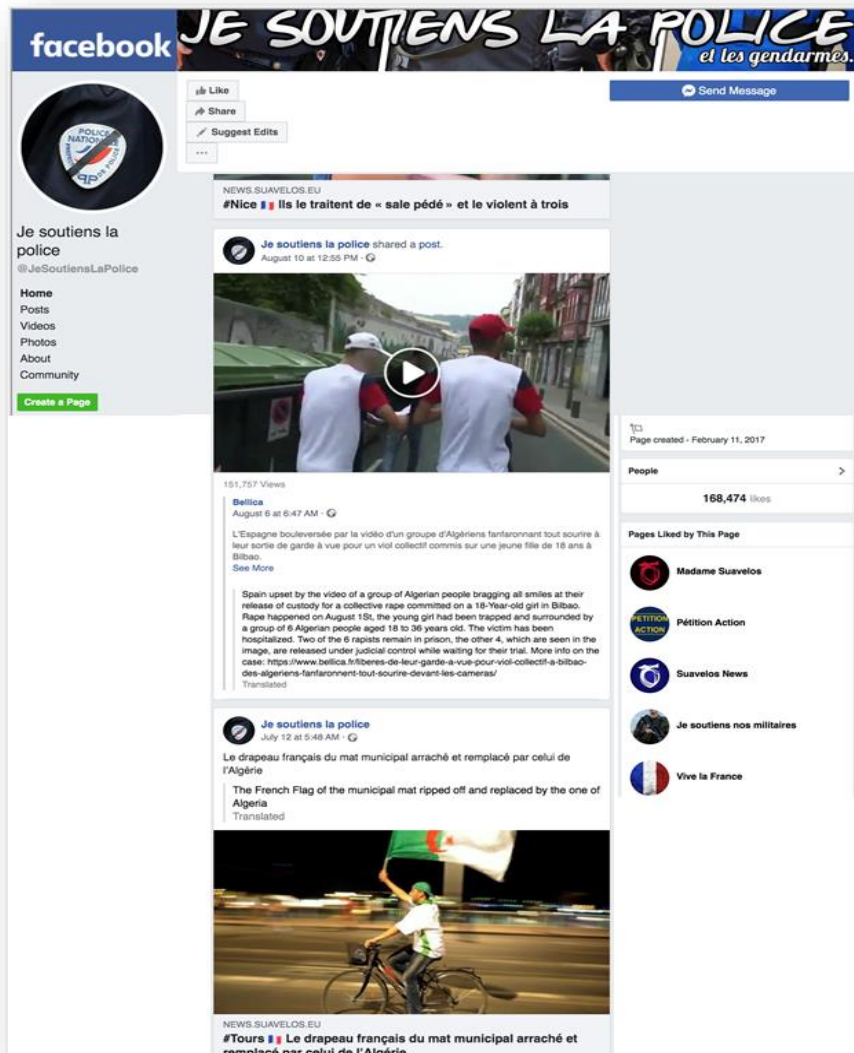 facebook
JE SOUTIENS LA POLICE
et les gendarmes.
POLICE
NATION
Like
Share
Suggest Edits
...
Send Message
Je soutiens la
police
@JeSoutiensLaPolice
Home
Posts
Videos
Photos
About
Community
Create a Page
NEWS.SUAVELOS.EU
#Nice 🇫🇷 Ils le traitent de « sale pédé » et le violent à trois
Je soutiens la police shared a post.
August 10 at 12:55 PM ·
151,757 Views
Bellica
August 6 at 6:47 AM ·
L'Espagne bouleversée par la vidéo d'un groupe d'Algériens fanfaronnant tout sourire à
leur sortie de garde à vue pour un viol collectif commis sur une jeune fille de 18 ans à
Bilbao.
See More
Spain upset by the video of a group of Algerian people bragging all smiles at their
release of custody for a collective rape committed on a 18-Year-old girl in Bilbao.
Rape happened on August 1St, the young girl had been trapped and surrounded by
a group of 6 Algerian people aged 18 to 36 years old. The victim has been
hospitalized. Two of the 6 rapists remain in prison, the other 4, which are seen in the
image, are released under judicial control while waiting for their trial. More info on the
case: https://www.bellica.fr/liberes-de-leur-garde-a-vue-pour-viol-collectif-a-bilbao-
des-algeriens-fanfaronnent-tout-sourire-devant-les-cameras/
Translated
Je soutiens la police
July 12 at 5:48 AM ·
Le drapeau français du mat municipal arraché et remplacé par celui de
l'Algérie
The French Flag of the municipal mat ripped off and replaced by the one of
Algeria
Translated
NEWS.SUAVELOS.EU
#Tours 🇫🇷 Le drapeau français du mat municipal arraché et
remplacé par celui de l'Algérie
Page created - February 11, 2017
People
168,474 likes
Pages Liked by This Page
Madame Suavelos
PETITION
ACTION
Pétition Action
Suavelos News
Je soutiens nos militaires
Vive la France